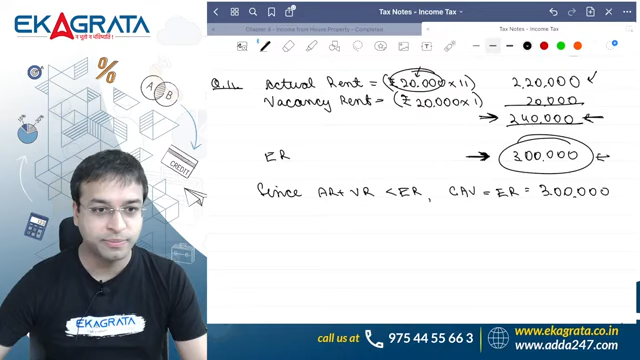 EKAGRATA
Tax Notes - Income Tax
Chapter 4 - Income from House Property - Completed
Tax Notes - Income Tax
Q.1. Actual Rent = (₹ 20,000 × 11) 2,20,000 ✓
Vacancy Rent = (₹ 20,000 × 1) 20,000
240,000
ER 300,000
Since AR+ VR < ER, GAV = ER = 300,000
%
A
B
CREDIT
EKAGRATA
call us at 975 44 55 66 3
www.ekagrata.co.in
www.adda247.com